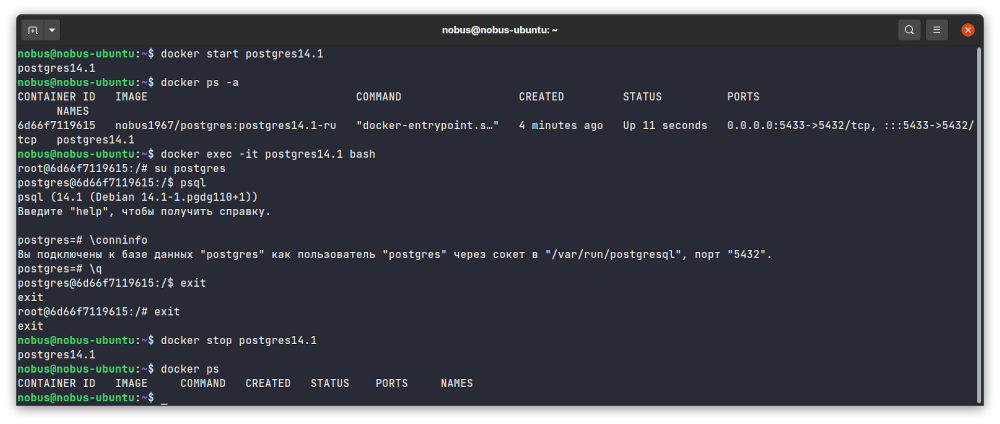 nobus@nobus-ubuntu: ~
nobus@nobus-ubuntu:~$ docker start postgres14.1
postgres14.1
nobus@nobus-ubuntu:~$ docker ps -a
CONTAINER ID   IMAGE                                COMMAND                  CREATED         STATUS          PORTS
      NAMES
6d66f7119615   nobus1967/postgres:postgres14.1-ru   "docker-entrypoint.s…"   4 minutes ago   Up 11 seconds   0.0.0.0:5433->5432/tcp, :::5433->5432/
tcp   postgres14.1
nobus@nobus-ubuntu:~$ docker exec -it postgres14.1 bash
root@6d66f7119615:/# su postgres
postgres@6d66f7119615:/$ psql
psql (14.1 (Debian 14.1-1.pgdg110+1))
Введите "help", чтобы получить справку.

postgres=# \conninfo
Вы подключены к базе данных "postgres" как пользователь "postgres" через сокет в "/var/run/postgresql", порт "5432".
postgres=# \q
postgres@6d66f7119615:/$ exit
exit
root@6d66f7119615:/# exit
exit
nobus@nobus-ubuntu:~$ docker stop postgres14.1
postgres14.1
nobus@nobus-ubuntu:~$ docker ps
CONTAINER ID   IMAGE     COMMAND   CREATED   STATUS    PORTS     NAMES
nobus@nobus-ubuntu:~$ _